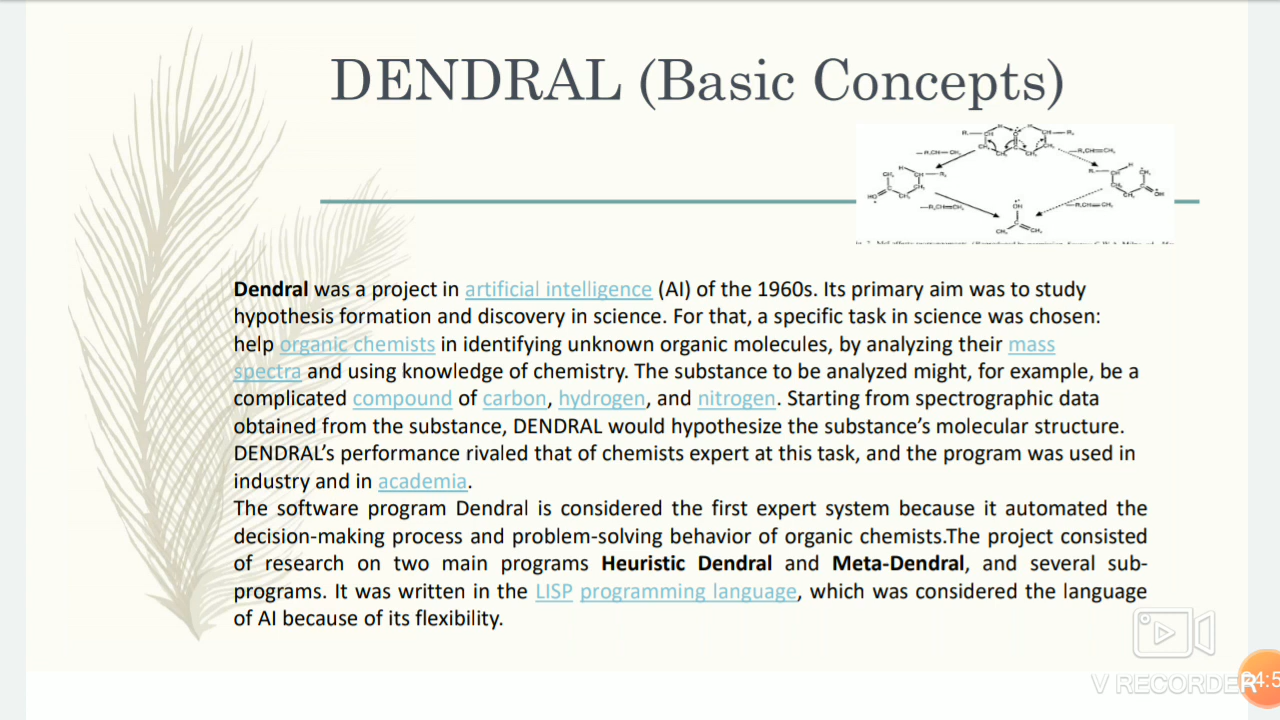 DENDRAL (Basic Concepts)
Dendral was a project in artificial intelligence (AI) of the 1960s. Its primary aim was to study
hypothesis formation and discovery in science. For that, a specific task in science was chosen:
help organic chemists in identifying unknown organic molecules, by analyzing their mass
spectra and using knowledge of chemistry. The substance to be analyzed might, for example, be a
complicated compound of carbon, hydrogen, and nitrogen. Starting from spectrographic data
obtained from the substance, DENDRAL would hypothesize the substance’s molecular structure.
DENDRAL’s performance rivaled that of chemists expert at this task, and the program was used in
industry and in academia.
The software program Dendral is considered the first expert system because it automated the
decision-making process and problem-solving behavior of organic chemists.The project consisted
of research on two main programs Heuristic Dendral and Meta-Dendral, and several sub-
programs. It was written in the LISP programming language, which was considered the language
of AI because of its flexibility.
V RECORDER